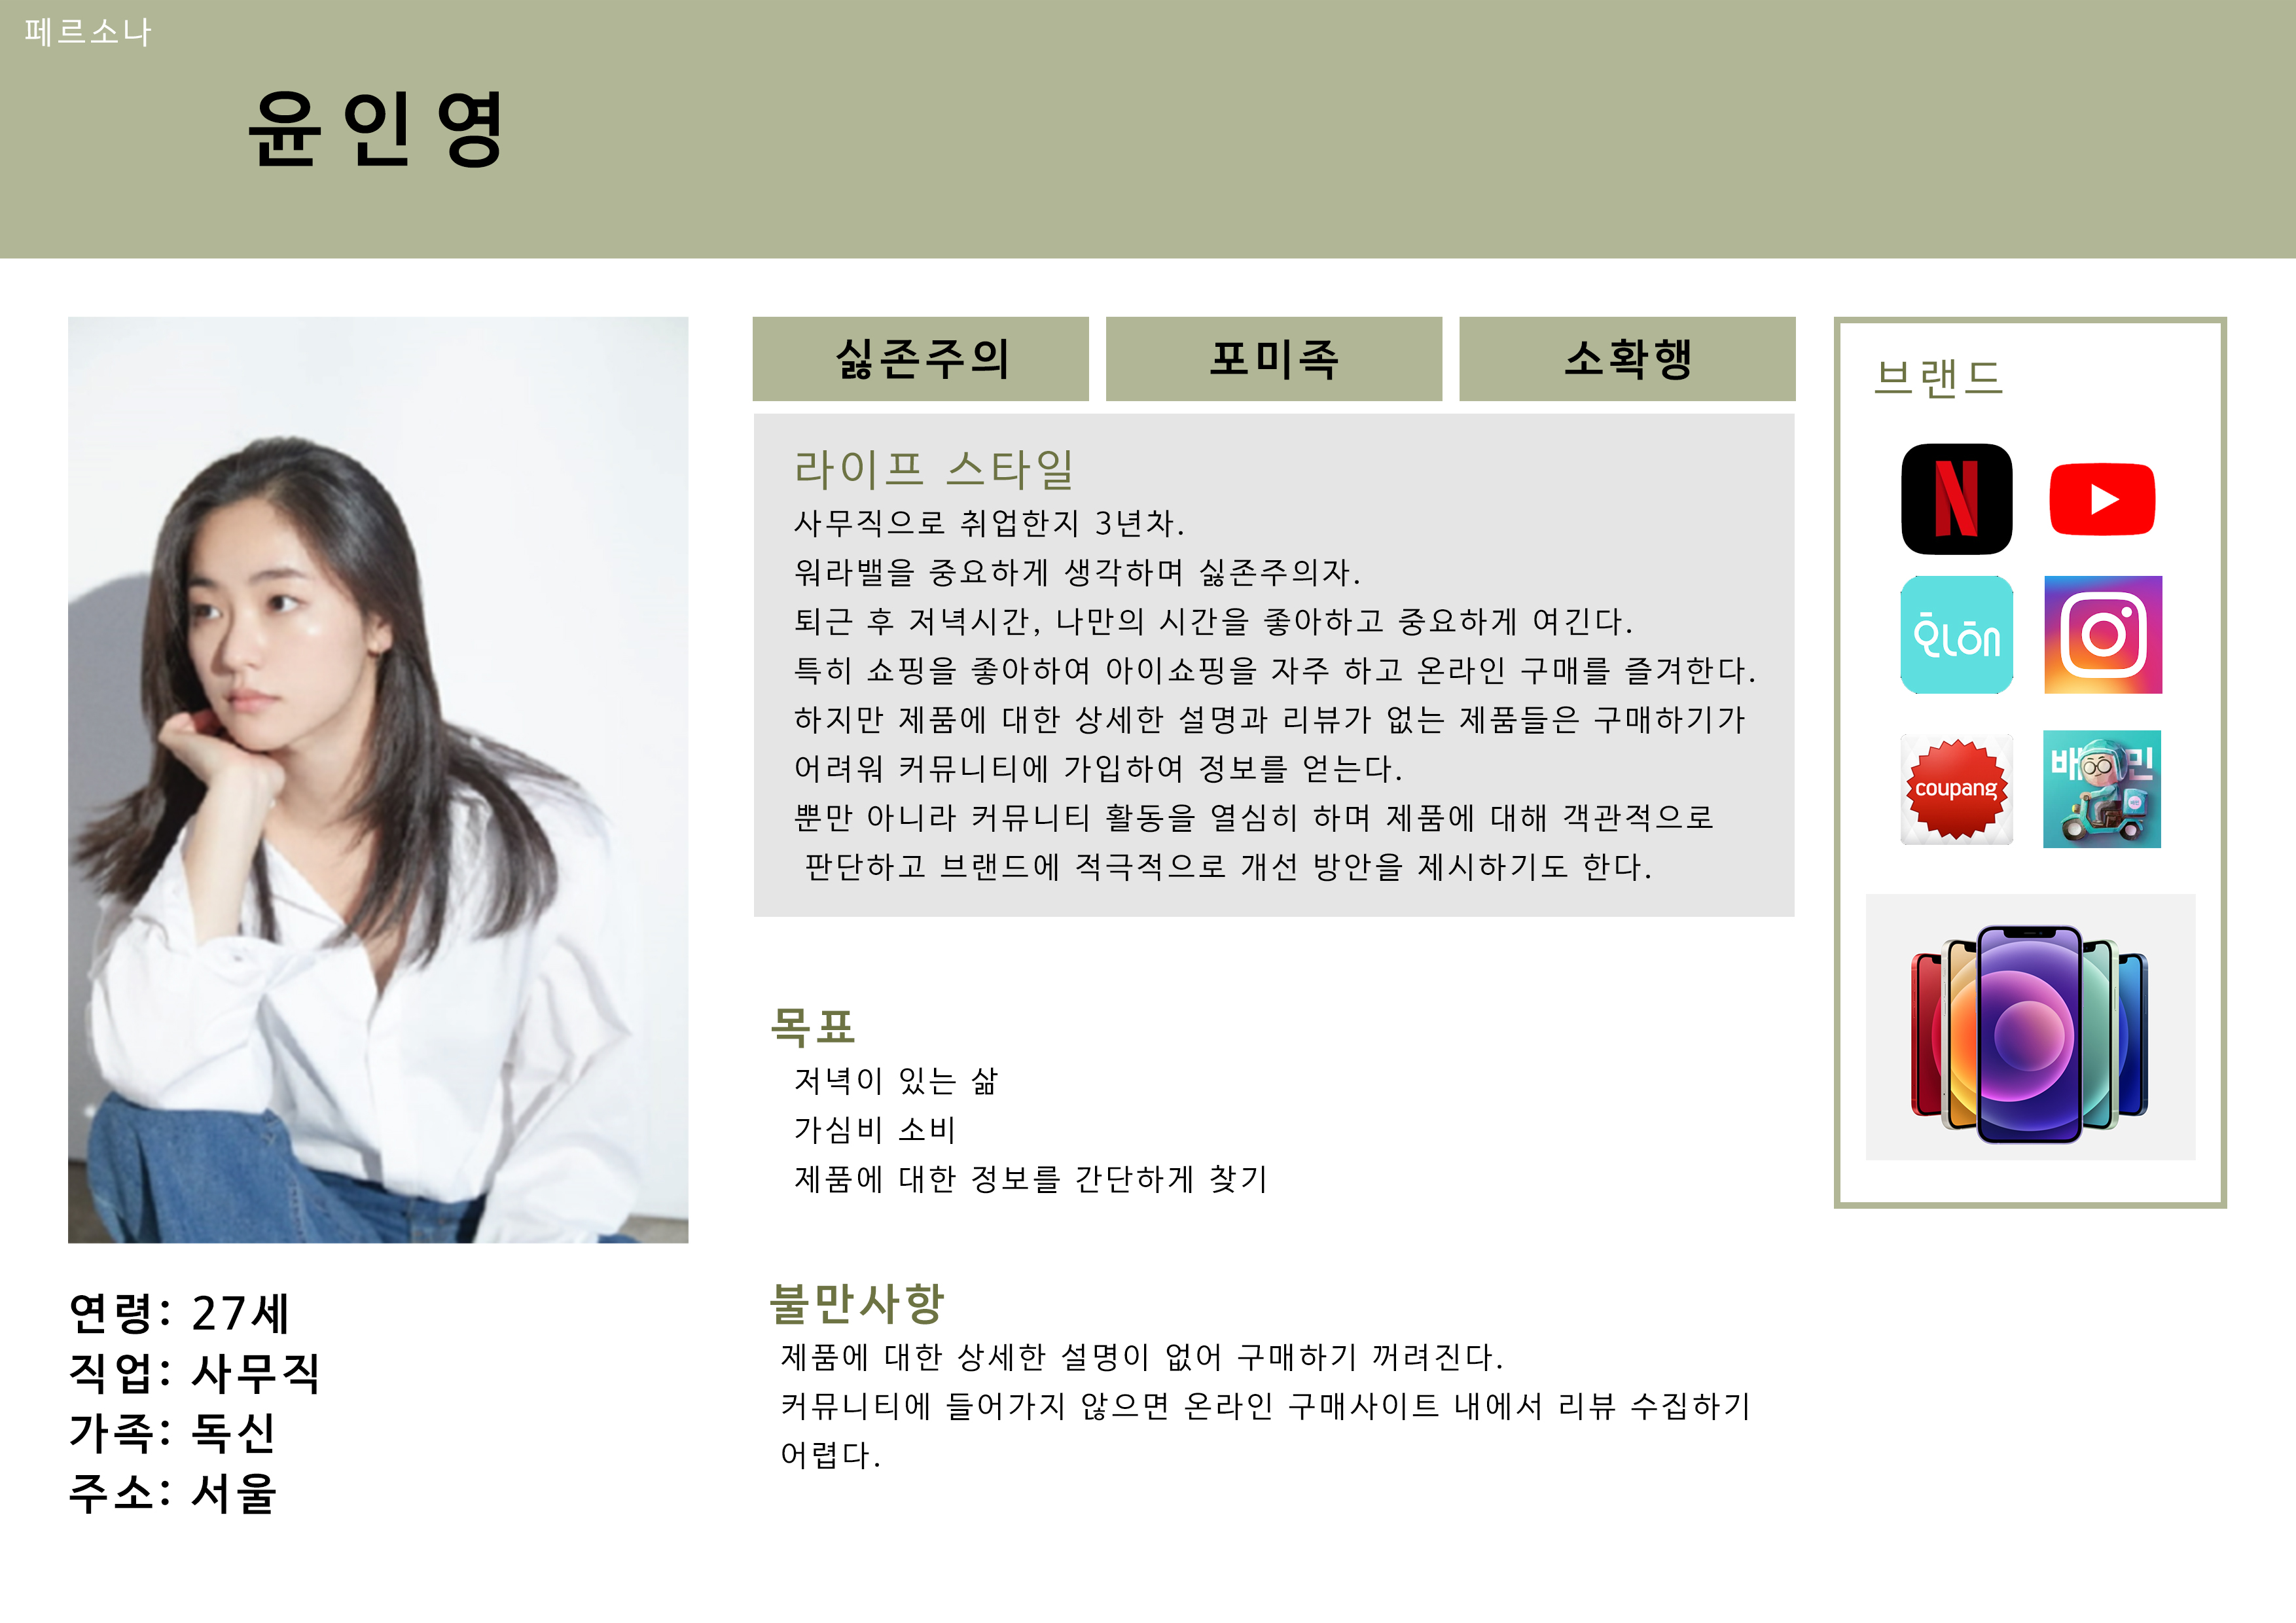 페르소나
윤인영
싫존주의
포미족
소확행
라이프 스타일
사무직으로 취업한지 3년차.
워라밸을 중요하게 생각하며 싫존주의자.
퇴근 후 저녁시간, 나만의 시간을 좋아하고 중요하게 여긴다.
특히 쇼핑을 좋아하여 아이쇼핑을 자주 하고 온라인 구매를 즐겨한다.
하지만 제품에 대한 상세한 설명과 리뷰가 없는 제품들은 구매하기가
어려워 커뮤니티에 가입하여 정보를 얻는다.
뿐만 아니라 커뮤니티 활동을 열심히 하며 제품에 대해 객관적으로
판단하고 브랜드에 적극적으로 개선 방안을 제시하기도 한다.
목표
저녁이 있는 삶
가심비 소비
제품에 대한 정보를 간단하게 찾기
불만사항
제품에 대한 상세한 설명이 없어 구매하기 꺼려진다.
커뮤니티에 들어가지 않으면 온라인 구매사이트 내에서 리뷰 수집하기
어렵다.
연령: 27세
직업: 사무직
가족: 독신
주소: 서울
브랜드
N
coupang
배 민